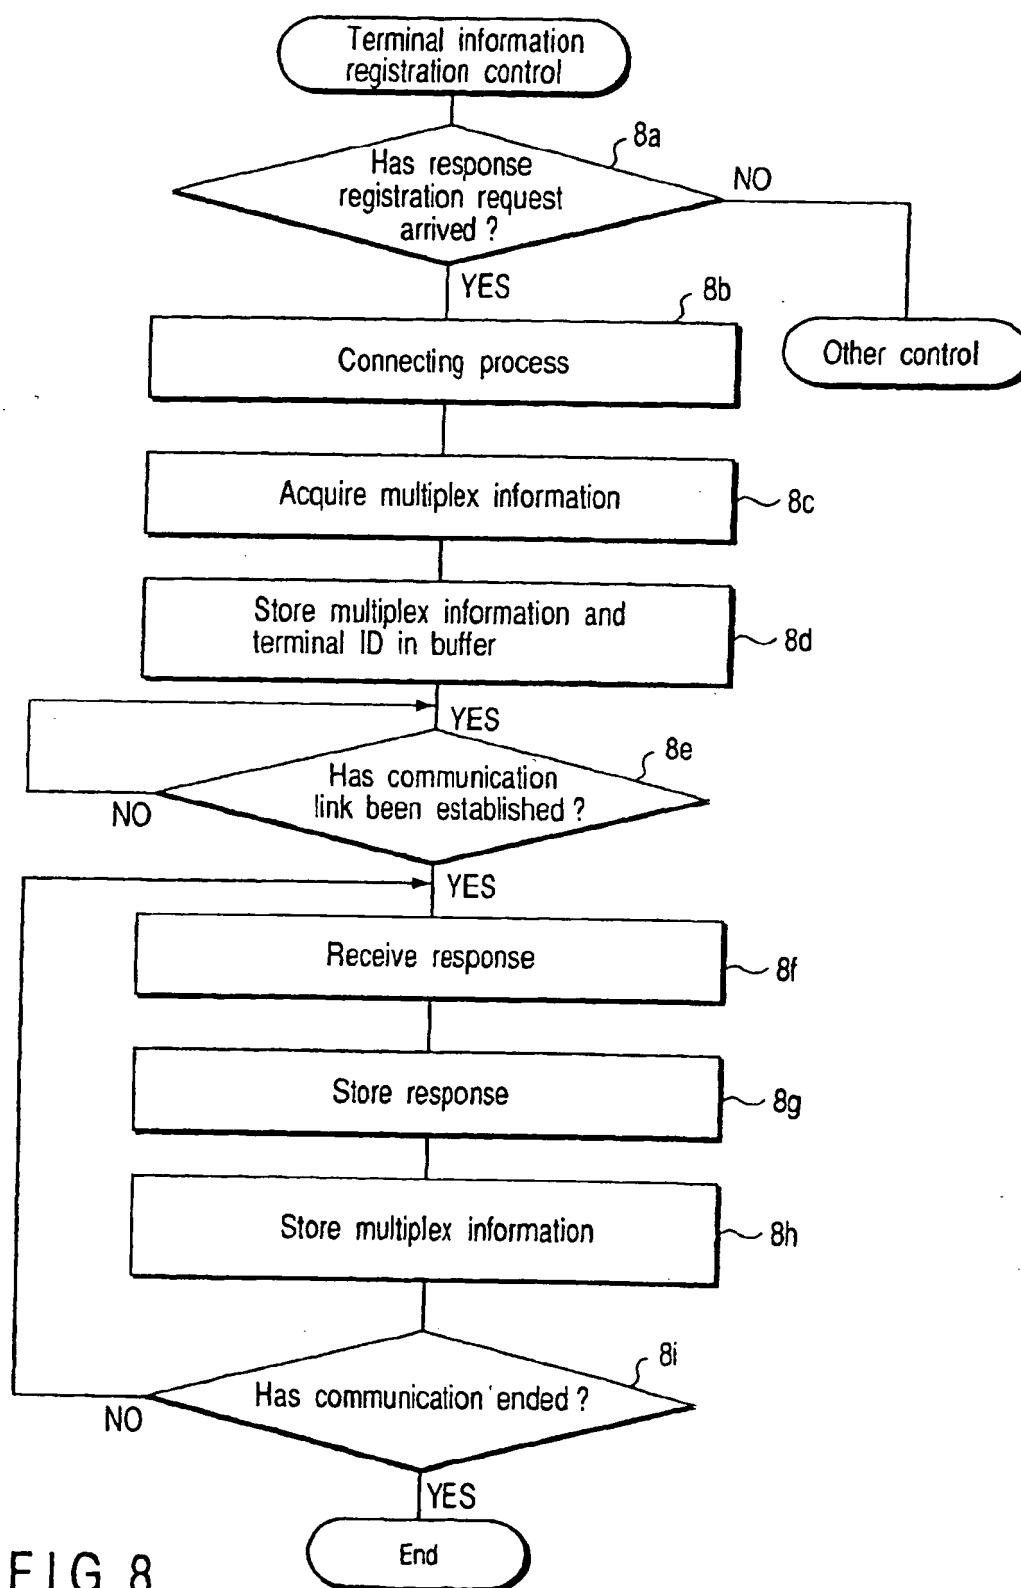 Terminal information
registration control
8a
Has response
registration request
arrived ?
NO
YES
8b
Connecting process
Other control
Acquire multiplex information
8c
Store multiplex information and
terminal ID in buffer
8d
YES
8e
Has communication
link been established ?
NO
YES
Receive response
8f
Store response
8g
Store multiplex information
8h
8i
Has communication ended ?
NO
YES
End
FIG. 8